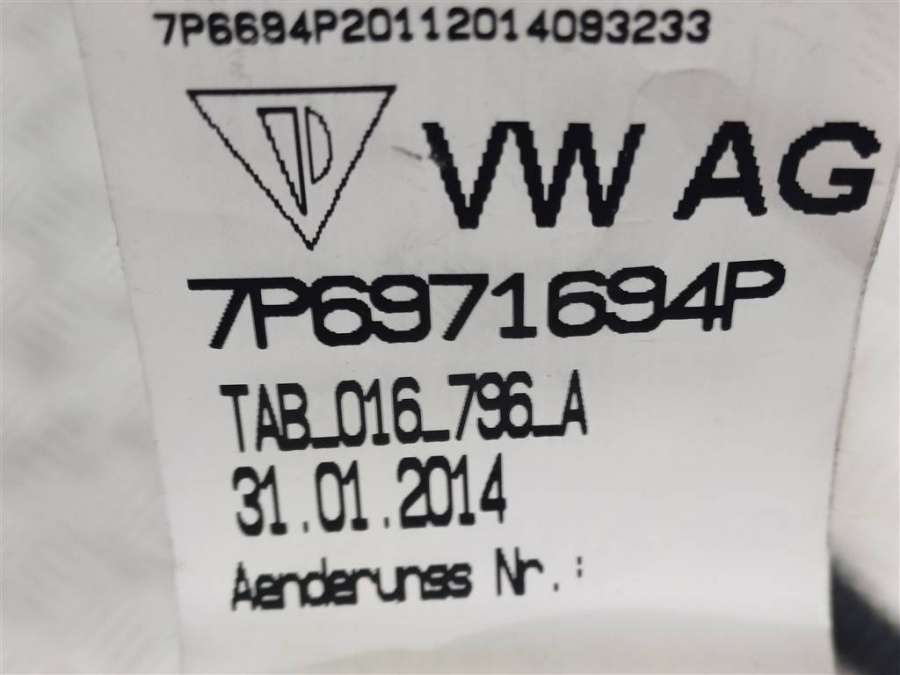 7P6694P20112014093233
VW AG
7P6971694P
TAB_016_796_A
31.01.2014
Aenderungs Nr.: